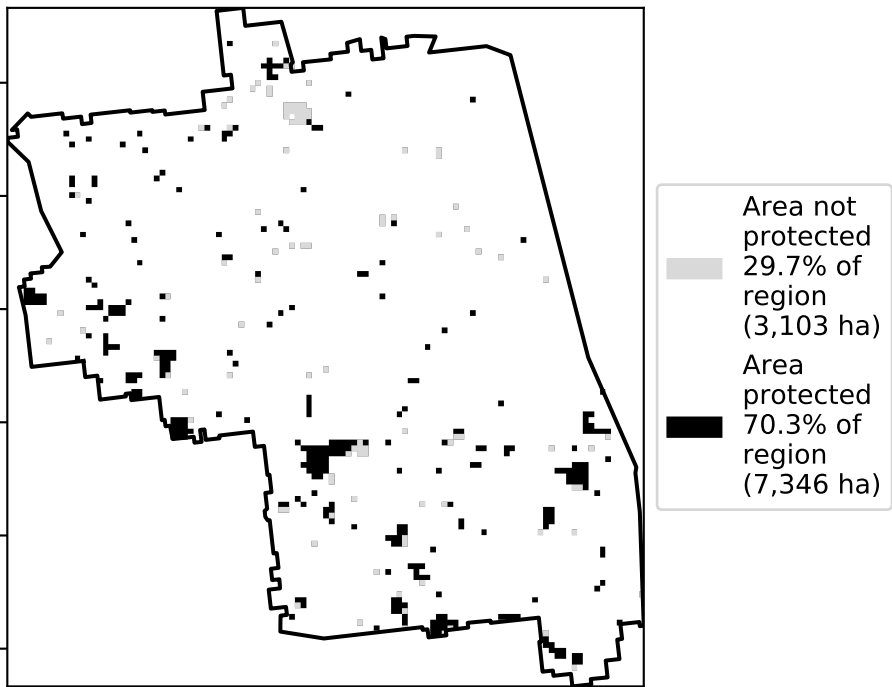 Area not
protected
29.7% of
region
(3,103 ha)
Area
protected
70.3% of
region
(7,346 ha)